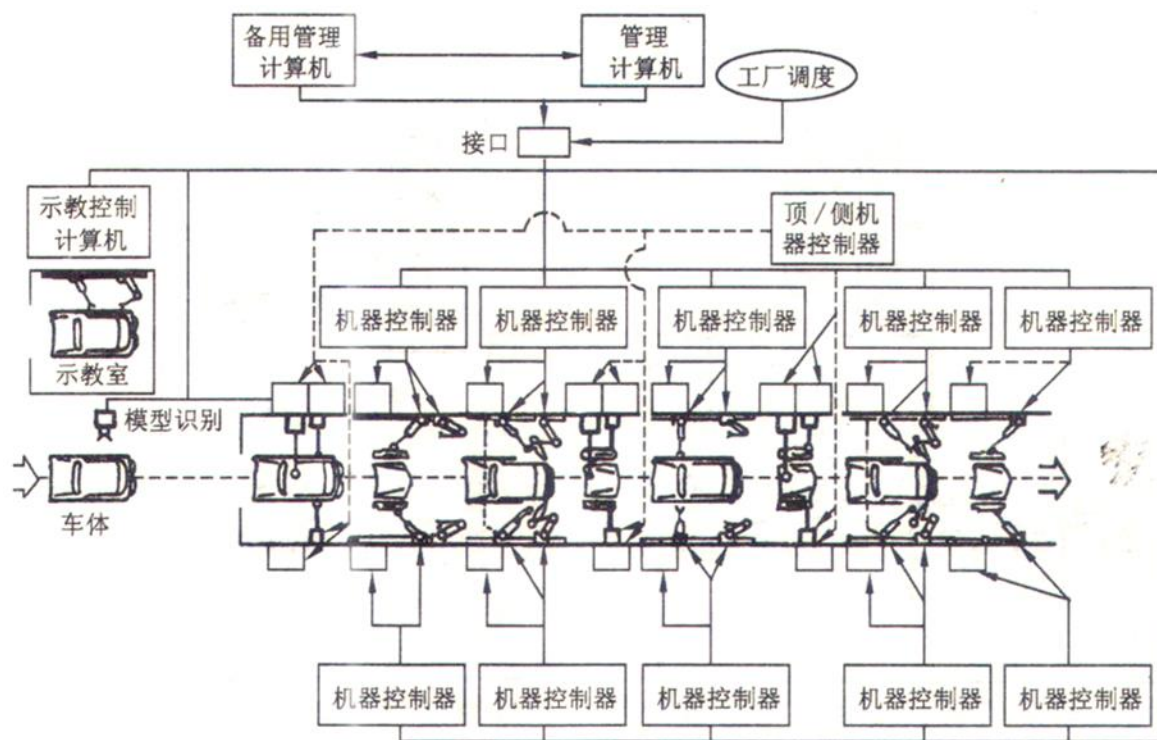 备用管理
计算机
管理
计算机
工厂调度
接口
示教控制
计算机
顶/侧机
器控制器
机器控制器
机器控制器
机器控制器
机器控制器
机器控制器
示教室
模型识别
车体
机器控制器
机器控制器
机器控制器
机器控制器
机器控制器